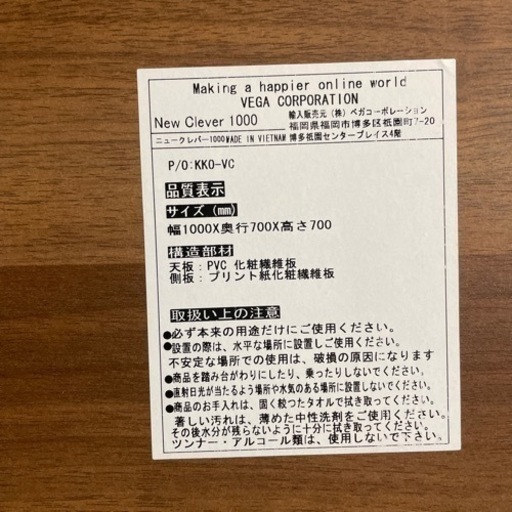 Making a happier online world
VEGA CORPORATION
New Clever 1000
輸入販売元（株）ベガコーポレーション
福岡県福岡市博多区祇園町7-20
ニュークレバー1000 MADE IN VIETNAM 博多祇園センタープレイス4階
P/O:KKO-VC
品質表示
サイズ(mm)
幅1000X奥行700X高さ700
構造部材
天板：PVC 化粧繊維板
側板：プリント紙化粧繊維板
取扱い上の注意
●必ず本来の用途だけにご使用ください。
●設置の際は、水平な場所に設置しご使用ください。
不安定な場所での使用は、破損の原因になります
●商品を踏み台がわりにしたり、乗ったりしないでください。
●直射日光が当たるよう場所や水気のある場所に設置しないでください。
●商品のお手入れは、固く絞つたタオルで拭き取ってください。
著しい汚れは、薄めた中性洗剤をご使用ください。
その後水分が残らないように十分に拭き取ってください。
ツンナー・アルコール類は、使用しないで下さい。